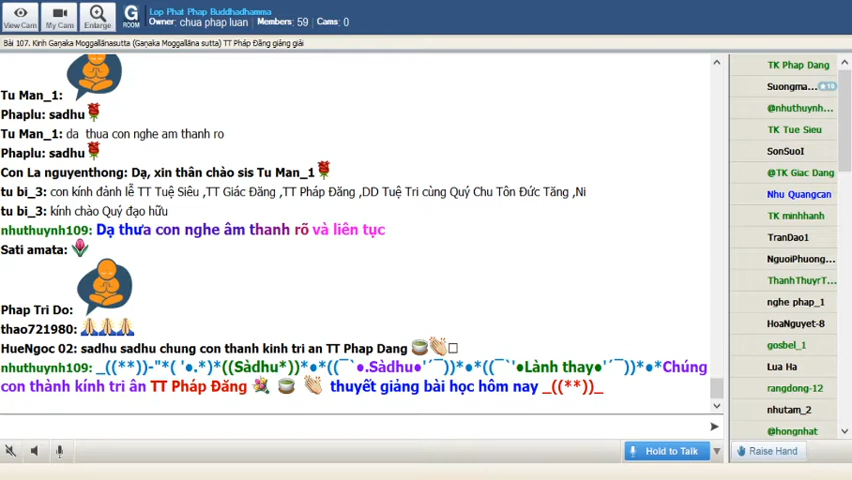 View Cam
My Cam
Enlarge
G
ROOM
Lop Phat Phap Buddhadhamma
Owner: chua phap luan Members: 59 Cams: 0
Bài 107. Kinh Gaṇaka Moggallānasutta (Gaṇaka Moggallāna sutta) TT Pháp Đăng giảng giải
Tu Man_1:
Phaplu: sadhu
Tu Man_1: da thua con nghe am thanh ro
Phaplu: sadhu
Con La nguyenthong: Dạ, xin thân chào sis Tu Man_1
tu bi_3: con kính đảnh lễ TT Tuệ Siêu ,TT Giác Đăng ,TT Pháp Đăng ,DD Tuệ Tri cùng Quý Chu Tôn Đức Tăng ,Ni
tu bi_3: kính chào Quý đạo hữu
nhuthuynh109: Dạ thưa con nghe âm thanh rõ và liên tục
Sati amata:
Phap Tri Do:
thao721980:
HueNgoc 02: sadhu sadhu chung con thanh kinh tri an TT Phap Dang
nhuthuynh109: _((**))-"*( '●.*)*((Sàdhu*))*●*((¯`●.Sàdhu●'´¯))*●*((¯`'●Lành thay●'´¯))*●*Chúng
con thành kính tri ân TT Pháp Đăng thuyết giảng bài học hôm nay _((**))_
TK Phap Dang
Suongma... 10
@nhuthuynh...
TK Tue Sieu
SonSuoI
@TK Giac Dang
Nhu Quangcan
TK minhhanh
TranDao1
NguoiPhuong...
ThanhThuyrT...
nghe phap_1
HoaNguyet-8
gosbel_1
Lua Ha
rangdong-12
nhutam_2
@hongnhat
Hold to Talk
Raise Hand